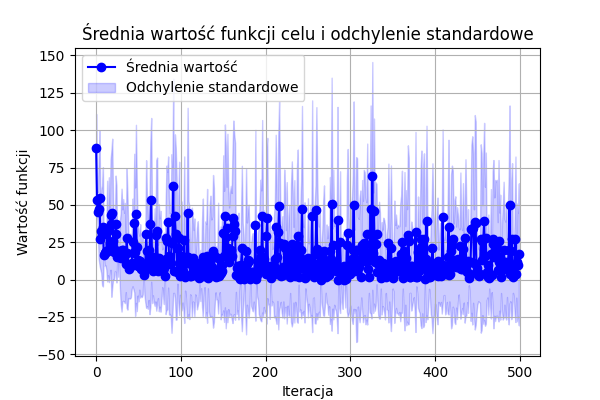 Średnia wartość funkcji celu i odchylenie standardowe
Średnia wartość
Odchylenie standardowe
Wartość funkcji
150
125
100
75
50
25
0
−25
−50
0 100 200 300 400 500
Iteracja